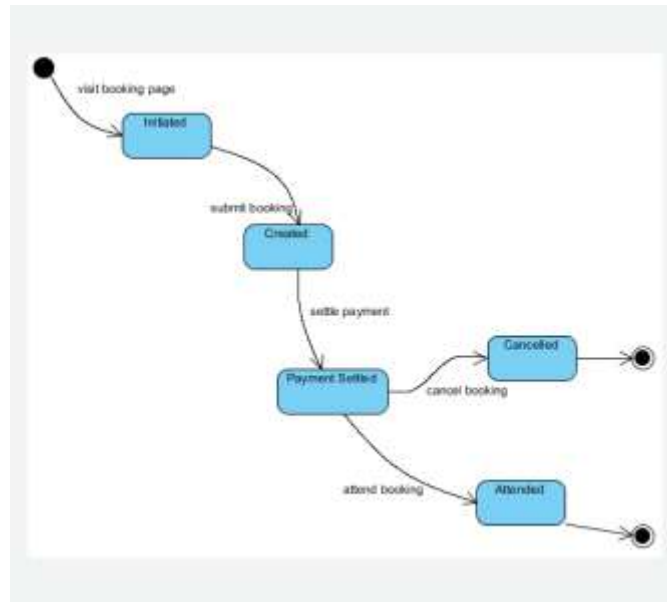 visit booking page
Initiated
submit booking
Created
settle payment
Cancelled
Payment Settled
cancel booking
attend booking
Attended